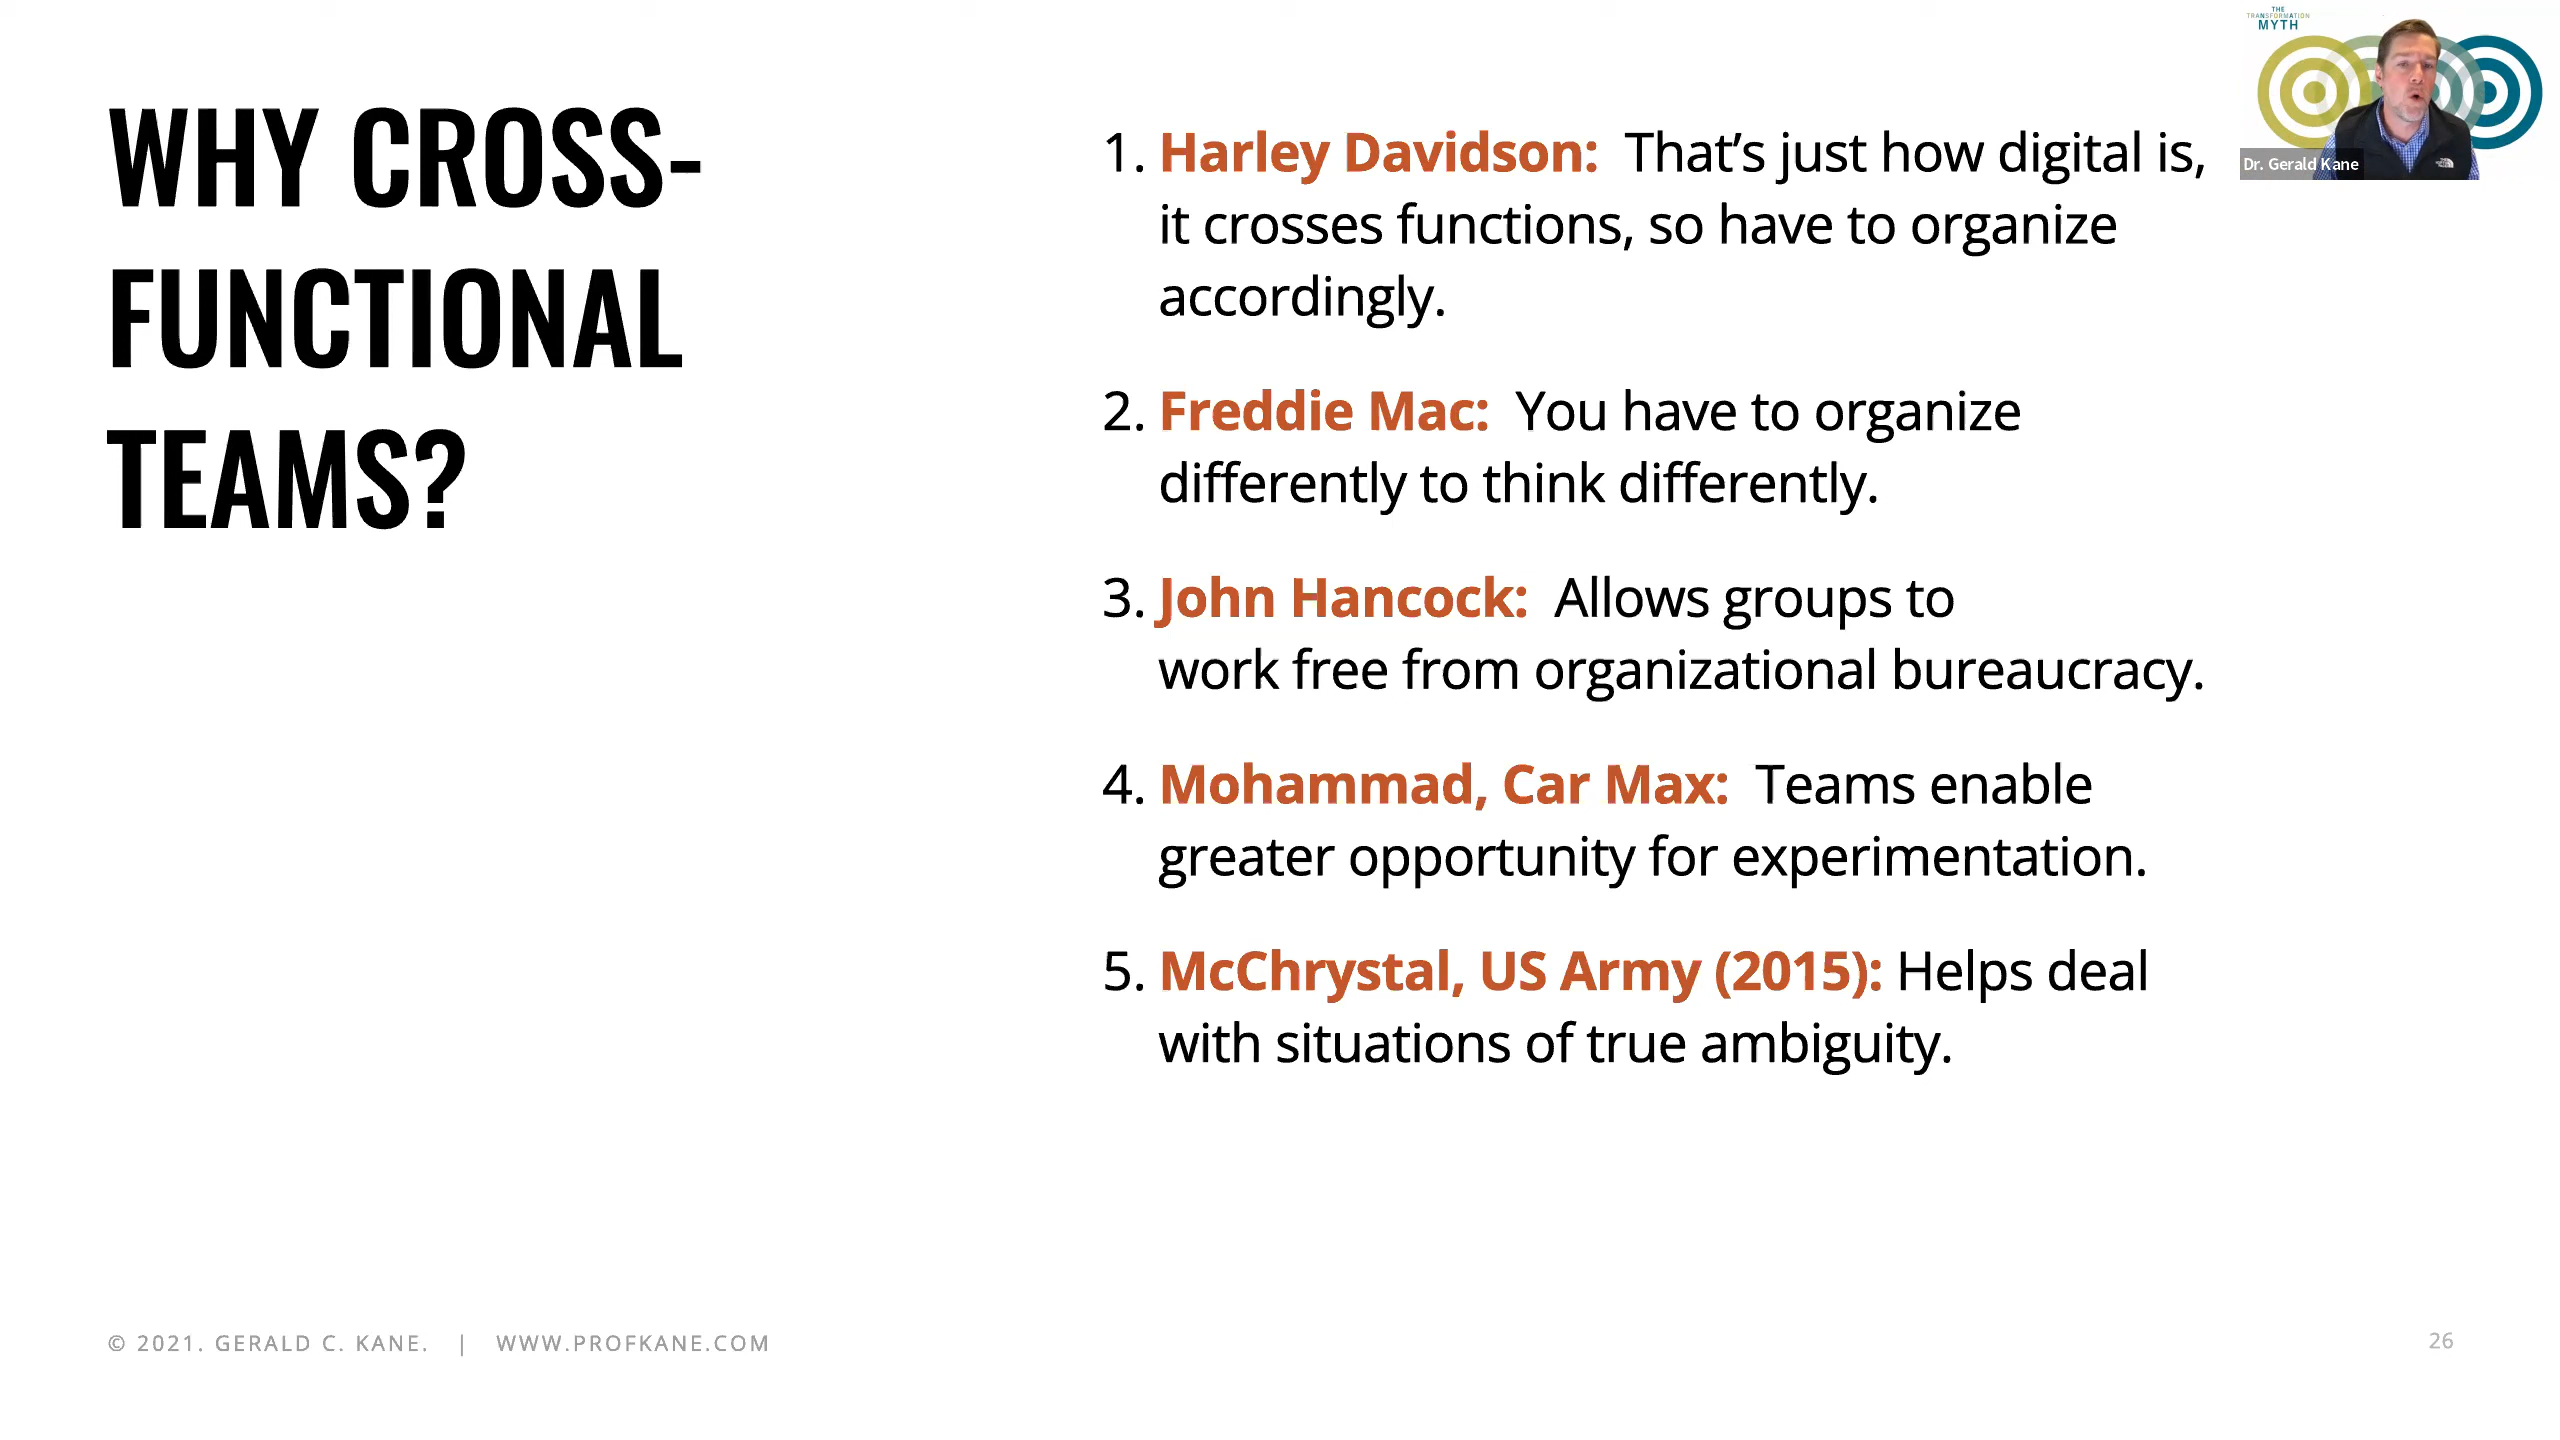 WHY CROSS-
FUNCTIONAL
TEAMS?
1. Harley Davidson: That’s just how digital is,
it crosses functions, so have to organize
accordingly.
2. Freddie Mac: You have to organize
differently to think differently.
3. John Hancock: Allows groups to
work free from organizational bureaucracy.
4. Mohammad, Car Max: Teams enable
greater opportunity for experimentation.
5. McChrystal, US Army (2015): Helps deal
with situations of true ambiguity.
THE
TRANSFORMATION
MYTH
Dr. Gerald Kane
© 2021. GERALD C. KANE. | WWW.PROFKANE.COM
26